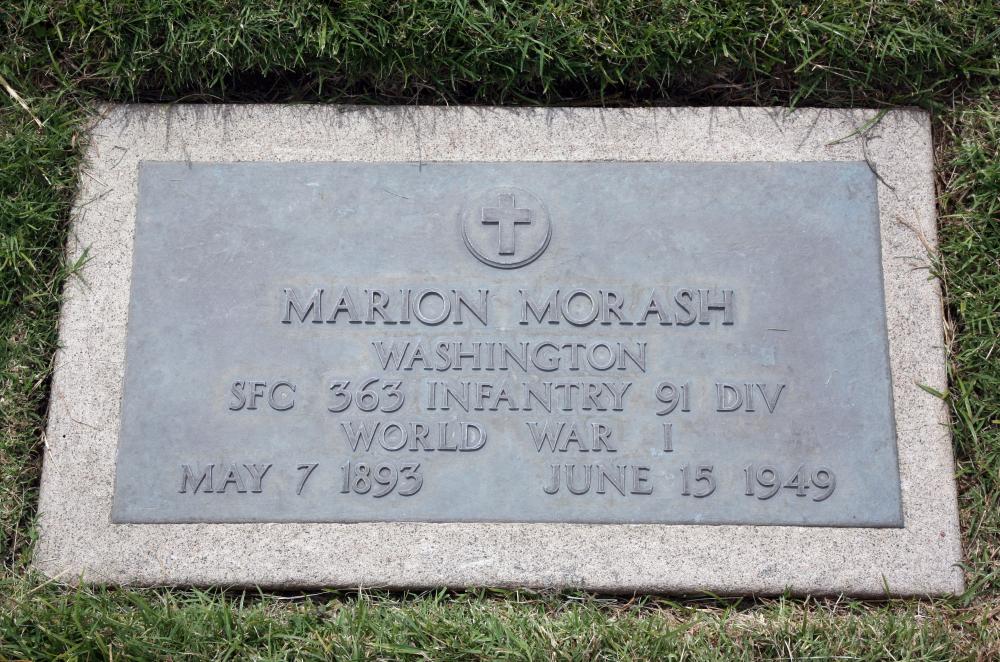 MARION MORASH
WASHINGTON
SFC 363 INFANTRY 91 DIV
WORLD WAR I
MAY 7 1893 JUNE 15 1949